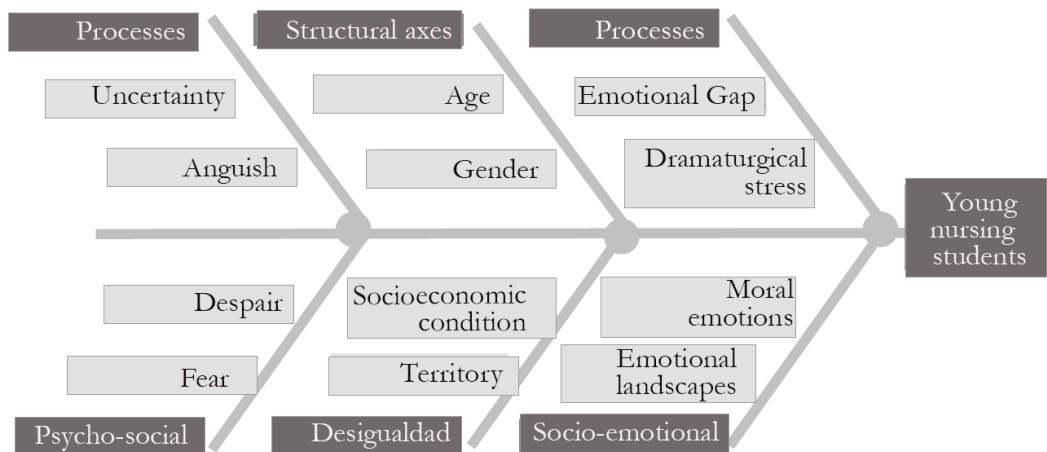 Processes
Structural axes
Processes
Uncertainty
Age
Emotional Gap
Anguish
Gender
Dramaturgical
stress
Young
nursing
students
Despair
Socioeconomic
condition
Moral
emotions
Fear
Territory
Emotional
landscapes
Psycho-social
Desigualdad
Socio-emotional